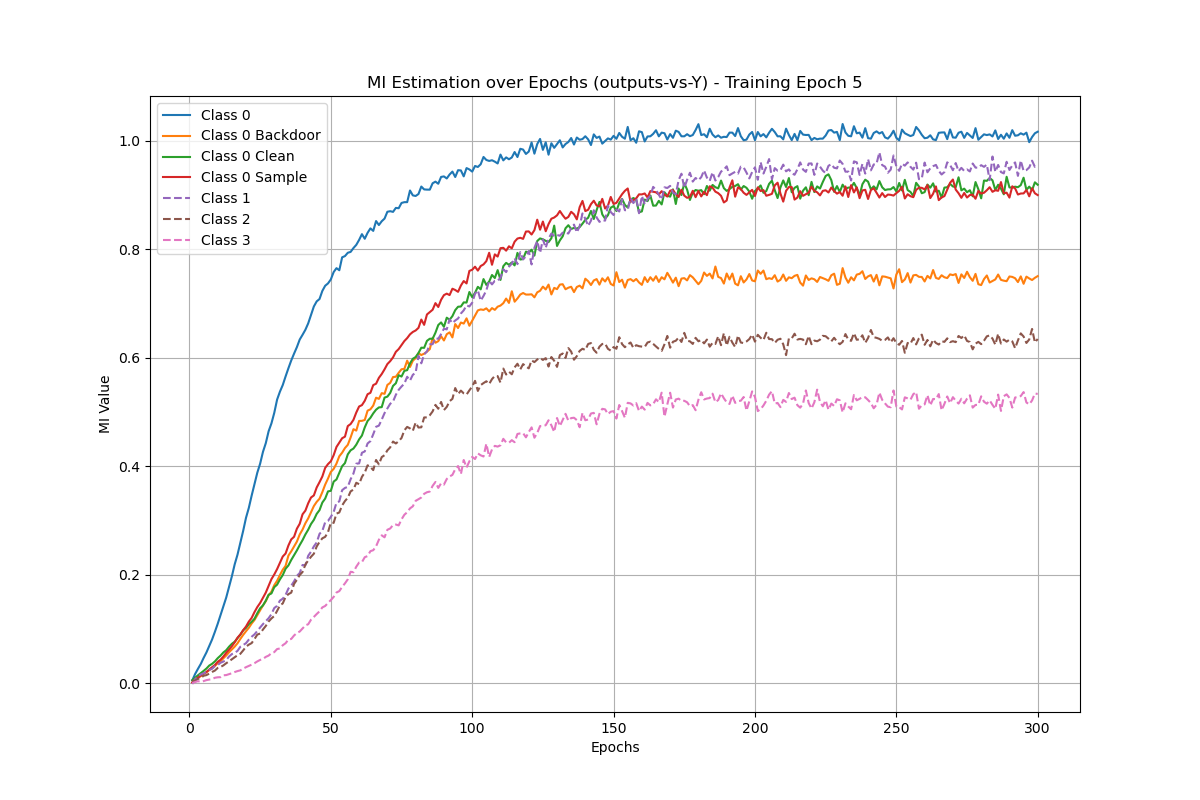 MI Estimation over Epochs (outputs-vs-Y) - Training Epoch 5
Class 0
Class 0 Backdoor
Class 0 Clean
Class 0 Sample
Class 1
Class 2
Class 3
MI Value
1.0
0.8
0.6
0.4
0.2
0.0
0 50 100 150 200 250 300
Epochs